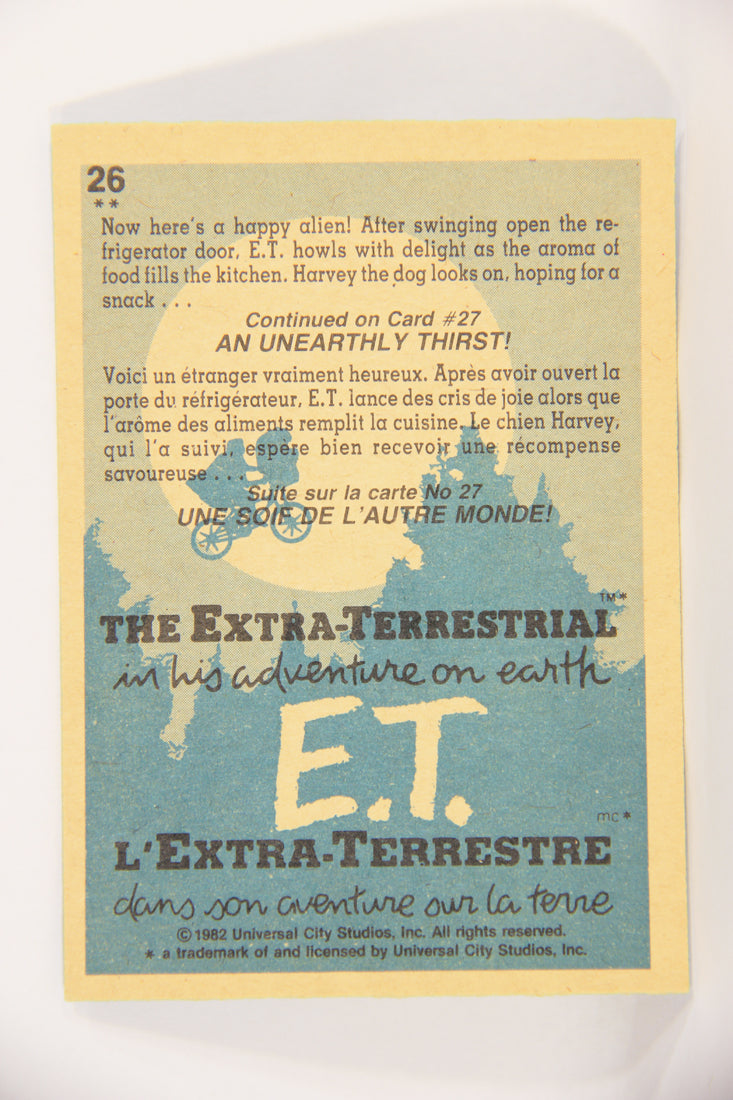 26
**
Now here's a happy alien! After swinging open the re-
frigerator door, E.T. howls with delight as the aroma of
food fills the kitchen. Harvey the dog looks on, hoping for a
snack . . .
Continued on Card #27
AN UNEARTHLY THIRST!
Voici un étranger vraiment heureux. Après avoir ouvert la
porte du réfrigérateur, E.T. lance des cris de joie alors que
l'arôme des aliments remplit la cuisine. Le chien Harvey,
qui l'a suivi, espère bien recevoir une récompense
savoureuse . . .
Suite sur la carte No 27
UNE SOIF DE L'AUTRE MONDE!
TM*
THE EXTRA-TERRESTRIAL
in his adventure on earth
E.T.
mc*
L'EXTRA-TERRESTRE
dans son aventure sur la terre
© 1982 Universal City Studios, Inc. All rights reserved.
* a trademark of and licensed by Universal City Studios, Inc.